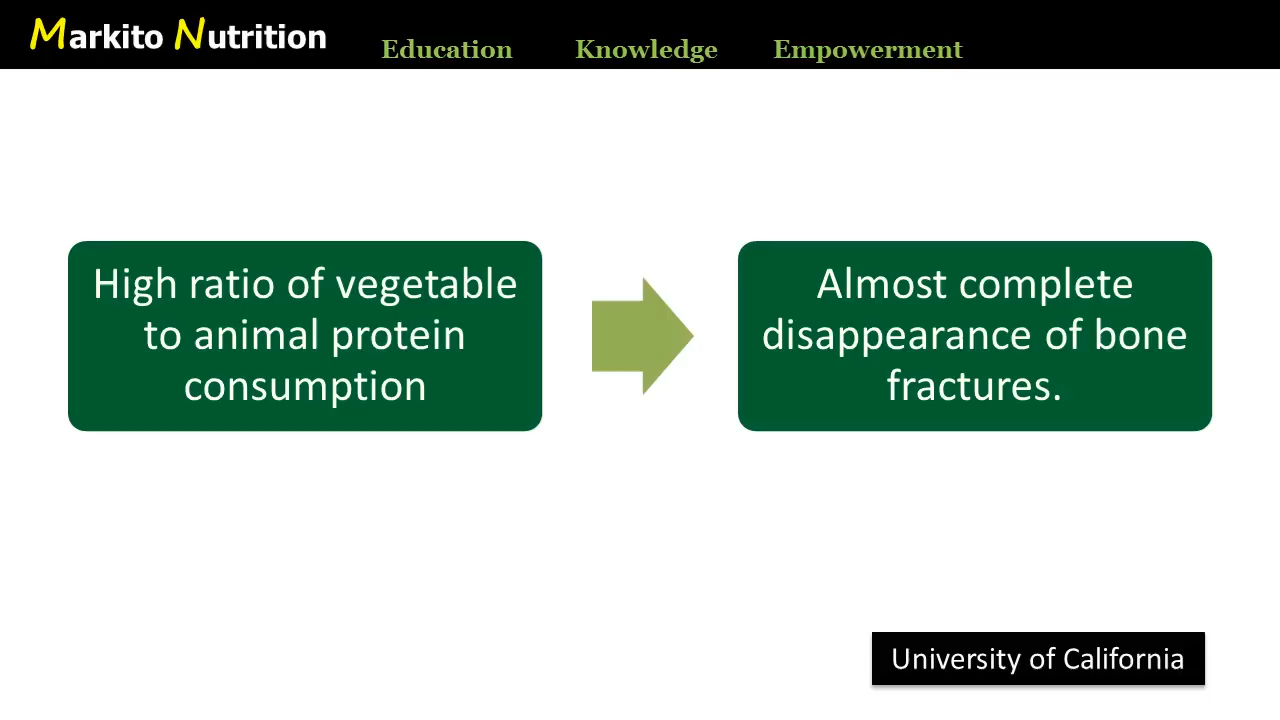 Markito Nutrition
Education Knowledge Empowerment
High ratio of vegetable
to animal protein
consumption
Almost complete
disappearance of bone
fractures.
University of California